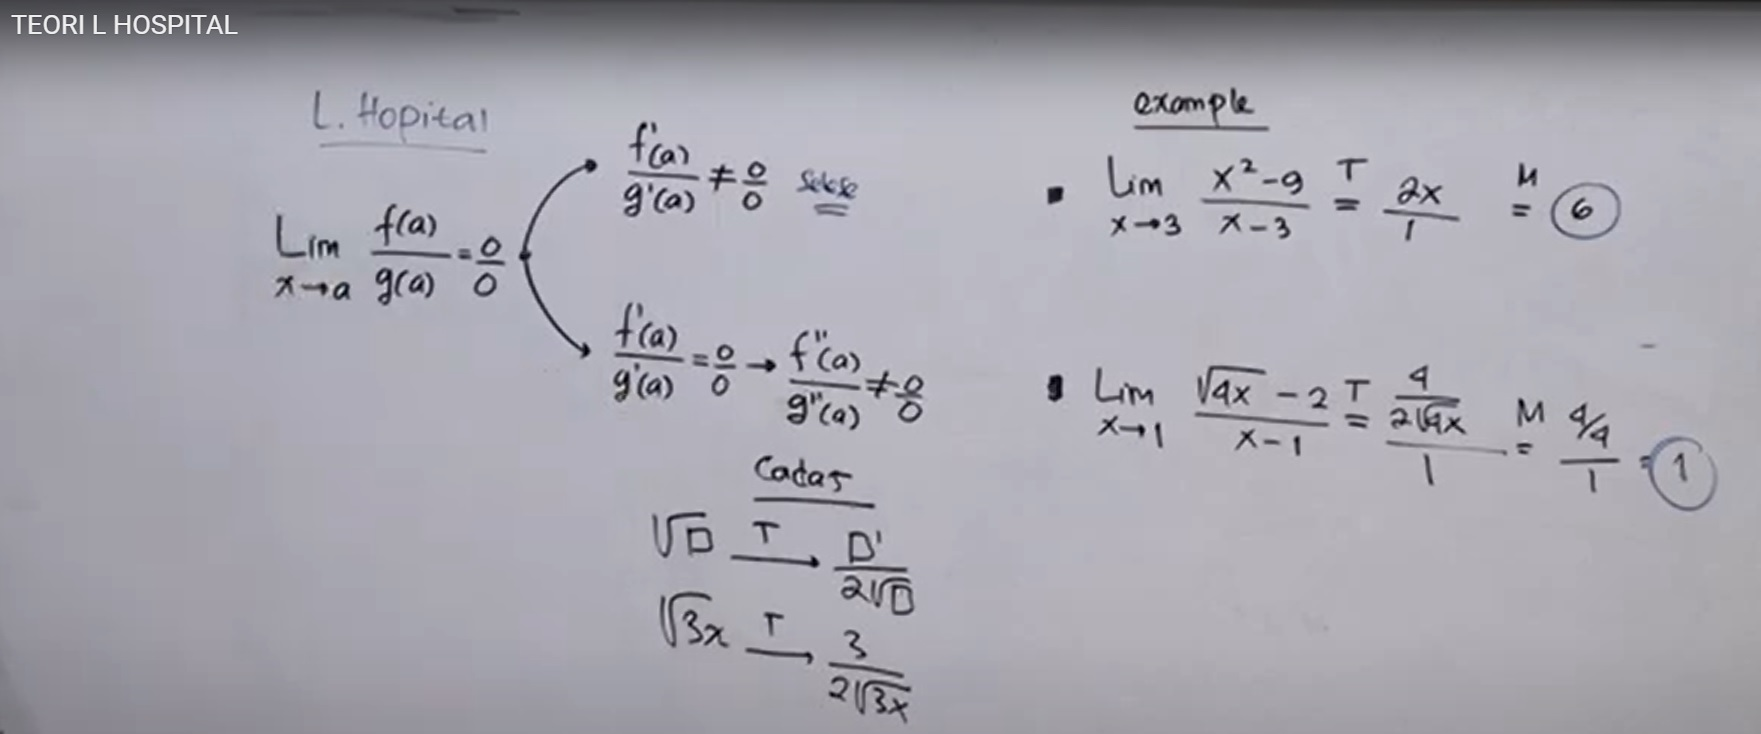 TEORI L HOSPITAL
L. Hopital
Lim x→a f(a)/g(a) = 0/0
f'(a)/g'(a) ≠ 0/0
f'(a)/g'(a) = 0/0 → f''(a)/g''(a) ≠ 0/0
√□ T→ □'/2√□
√3x T→ 3/2√3x
example
▪ Lim x→3 x²-9/x-3 T= 2x/1 M= 6
▪ Lim x→1 √4x - 2/x-1 T= 4/2√4x/1 M= 4/4/1 = 1